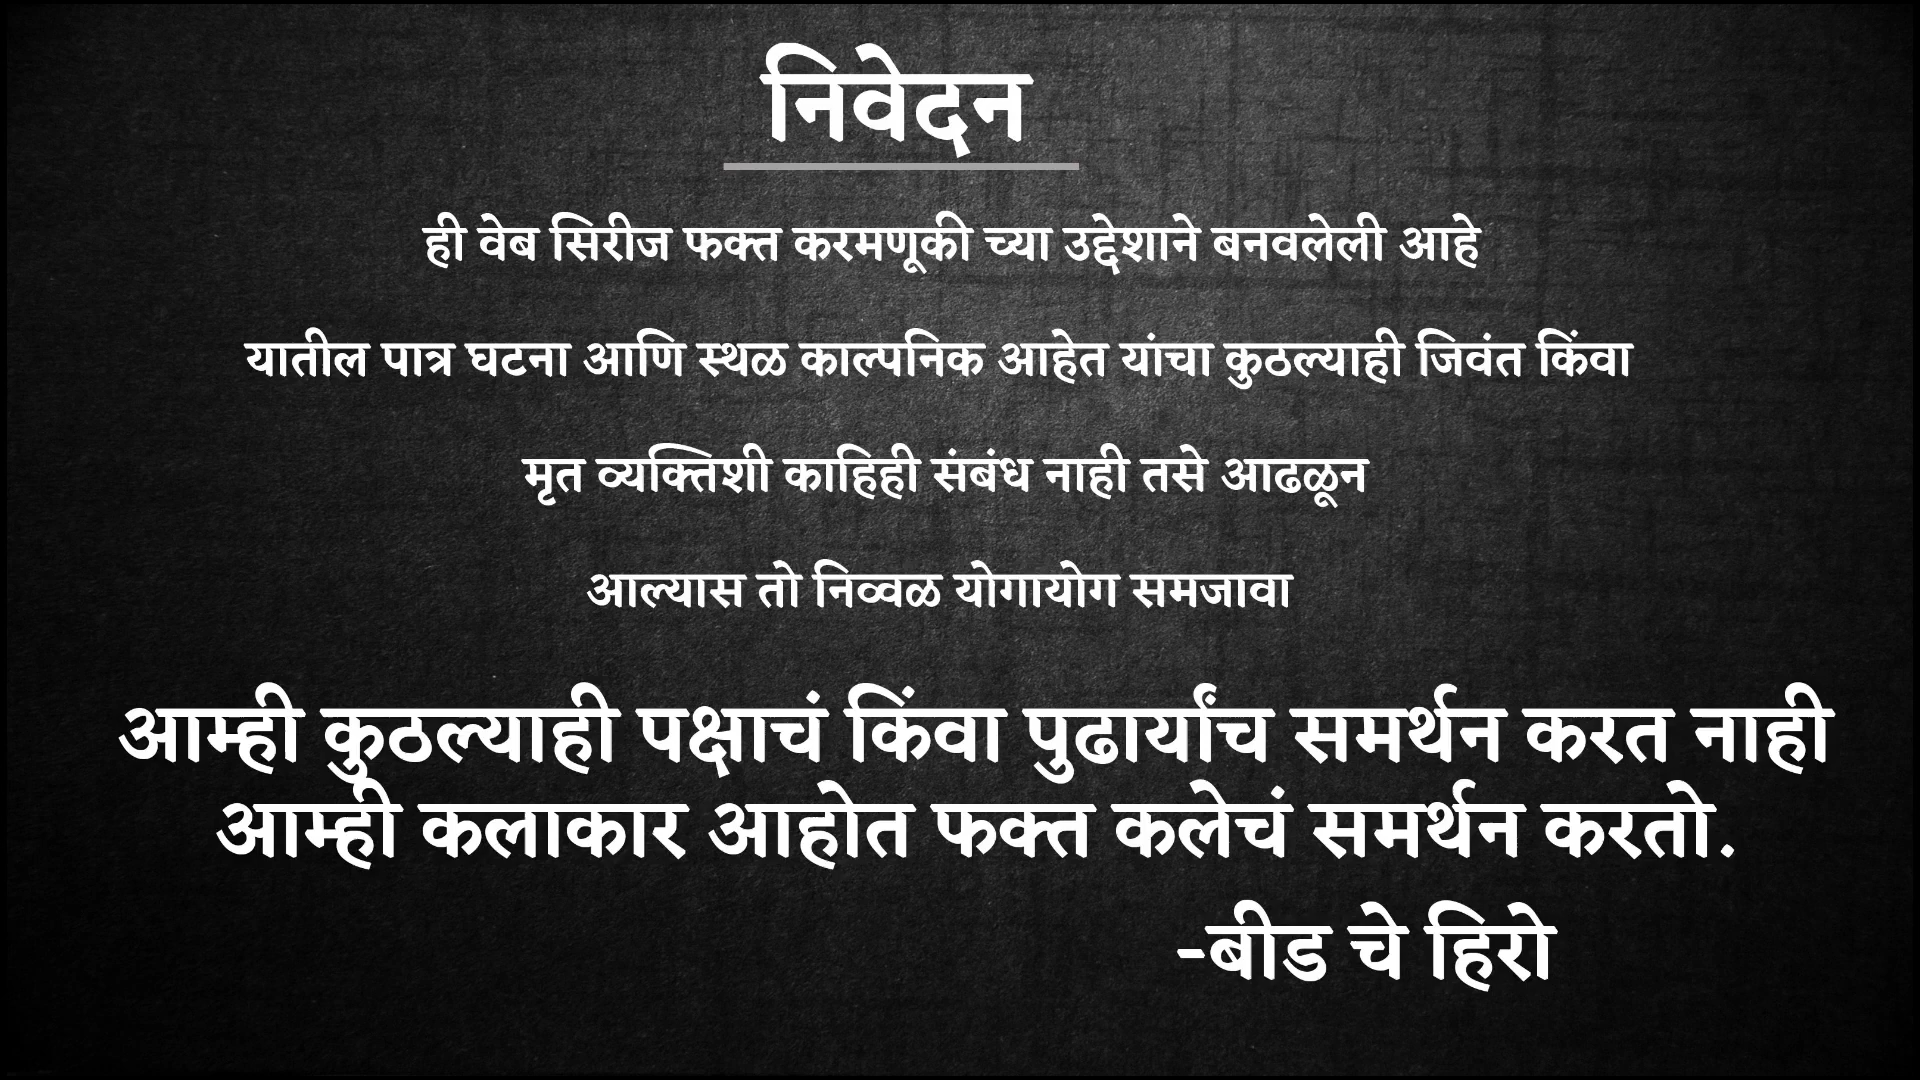 निवेदन
ही वेब सिरीज फक्त करमणूकी च्या उद्देशाने बनवलेली आहे
यातील पात्र घटना आणि स्थळ काल्पनिक आहेत यांचा कुठल्याही जिवंत किंवा
मृत व्यक्तिशी काहिही संबंध नाही तसे आढळून
आल्यास तो निव्वळ योगायोग समजावा
आम्ही कुठल्याही पक्षाचं किंवा पुढार्यांच समर्थन करत नाही
आम्ही कलाकार आहोत फक्त कलेचं समर्थन करतो.
-बीड चे हिरो